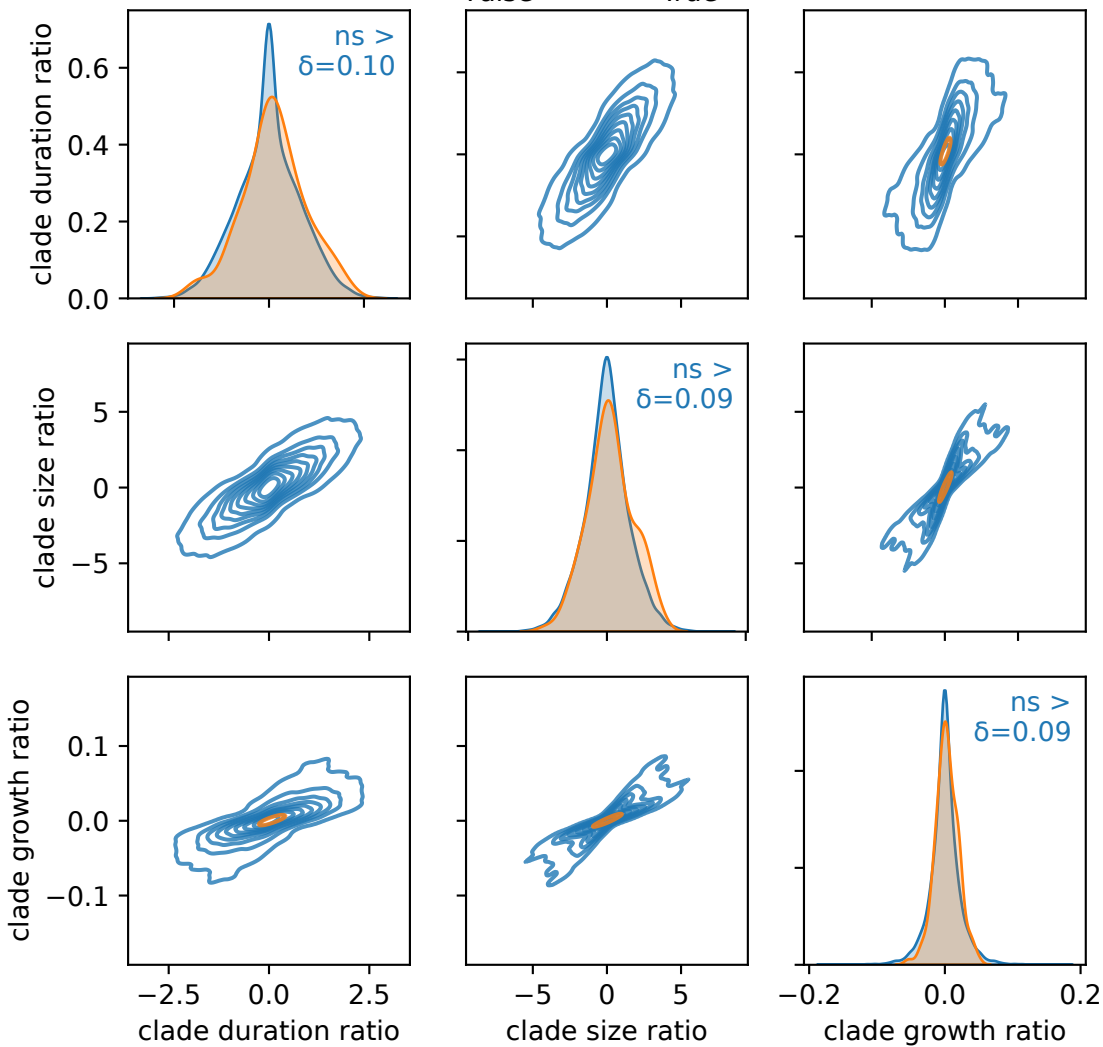 clade duration ratio
0.6
0.4
0.2
0.0
ns >
δ=0.10
clade size ratio
5
0
−5
ns >
δ=0.09
clade growth ratio
0.1
0.0
−0.1
ns >
δ=0.09
−2.5 0.0 2.5
−5 0 5
−0.2 0.0 0.2
clade duration ratio
clade size ratio
clade growth ratio